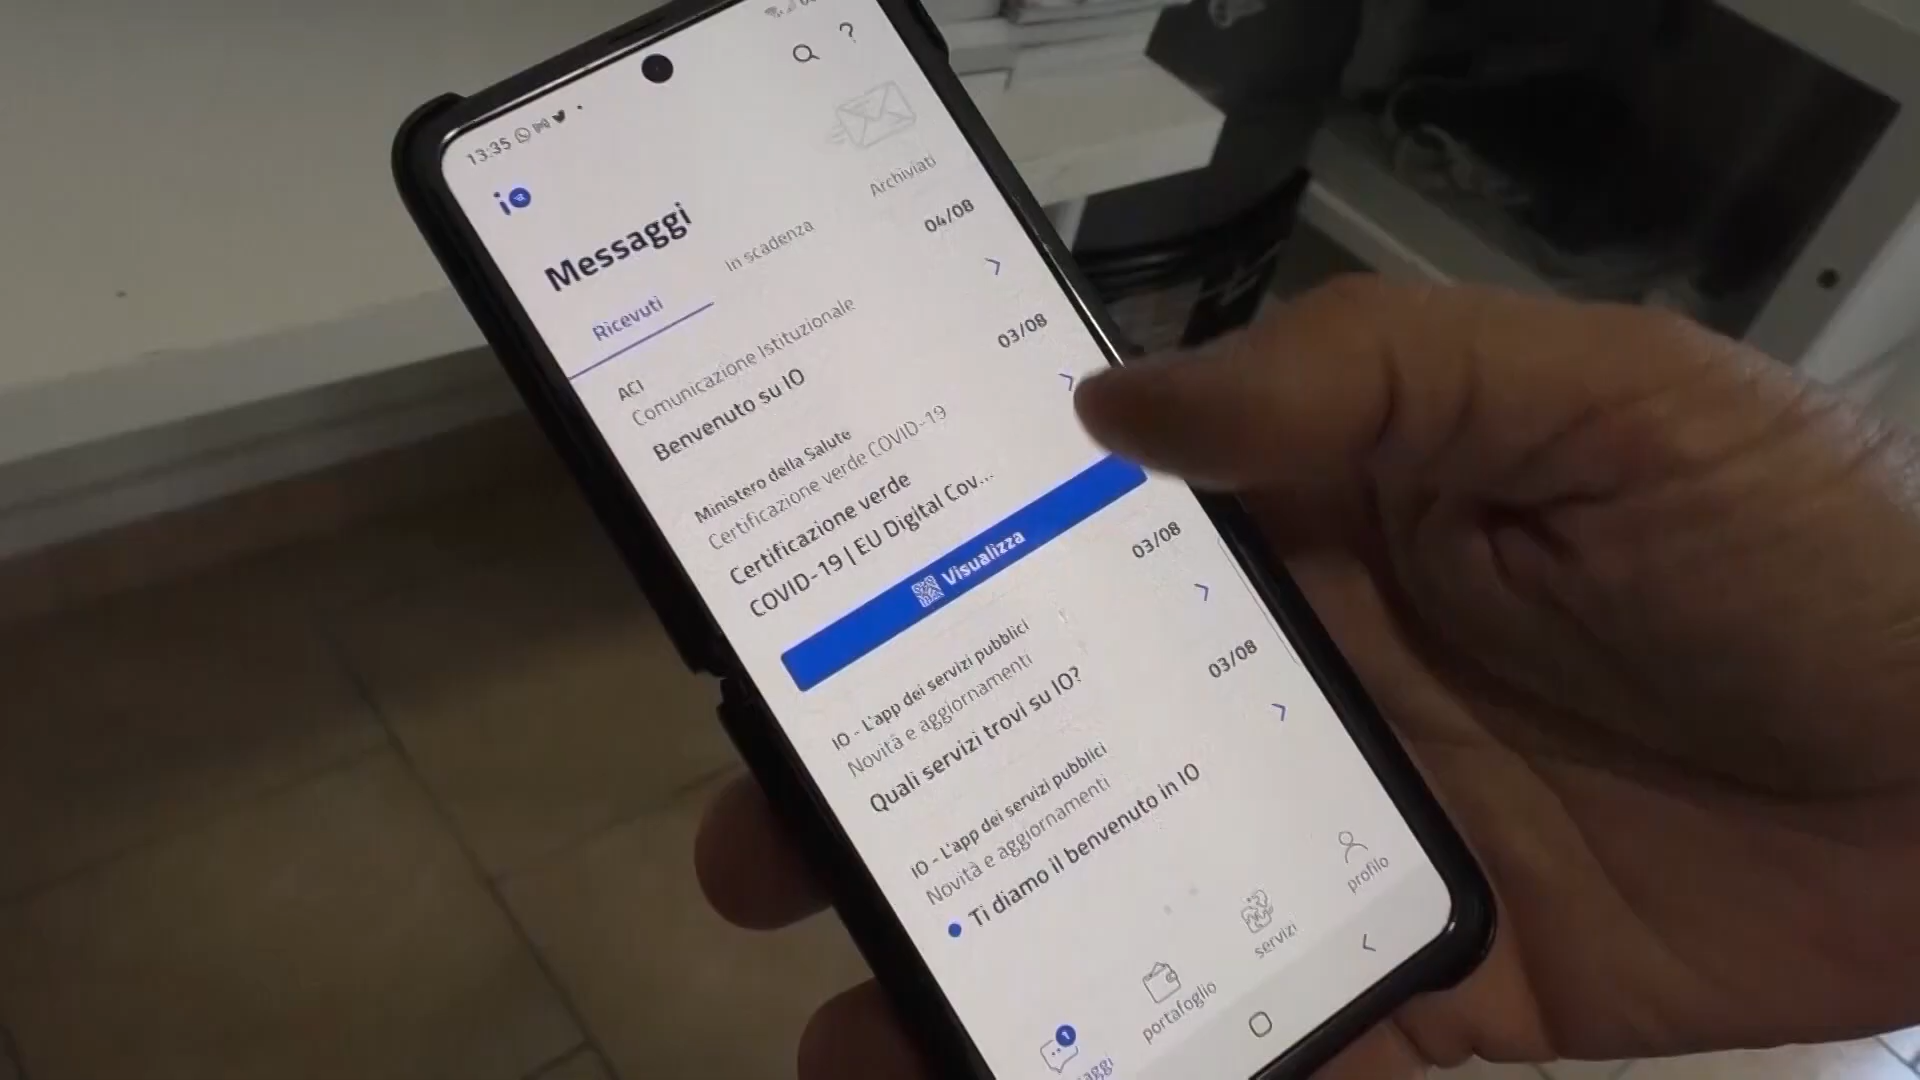 13:35
?
io
Messaggi
Ricevuti
In scadenza
Archiviati
ACI
04/08
Comunicazione Istituzionale
Benvenuto su IO
Ministero della Salute
03/08
Certificazione verde COVID-19
Certificazione verde
COVID-19 | EU Digital Cov...
Visualizza
IO - L'app dei servizi pubblici
03/08
Novità e aggiornamenti
Quali servizi trovi su IO?
IO - L'app dei servizi pubblici
03/08
Novità e aggiornamenti
Ti diamo il benvenuto in IO
1
portafoglio
servizi
profilo